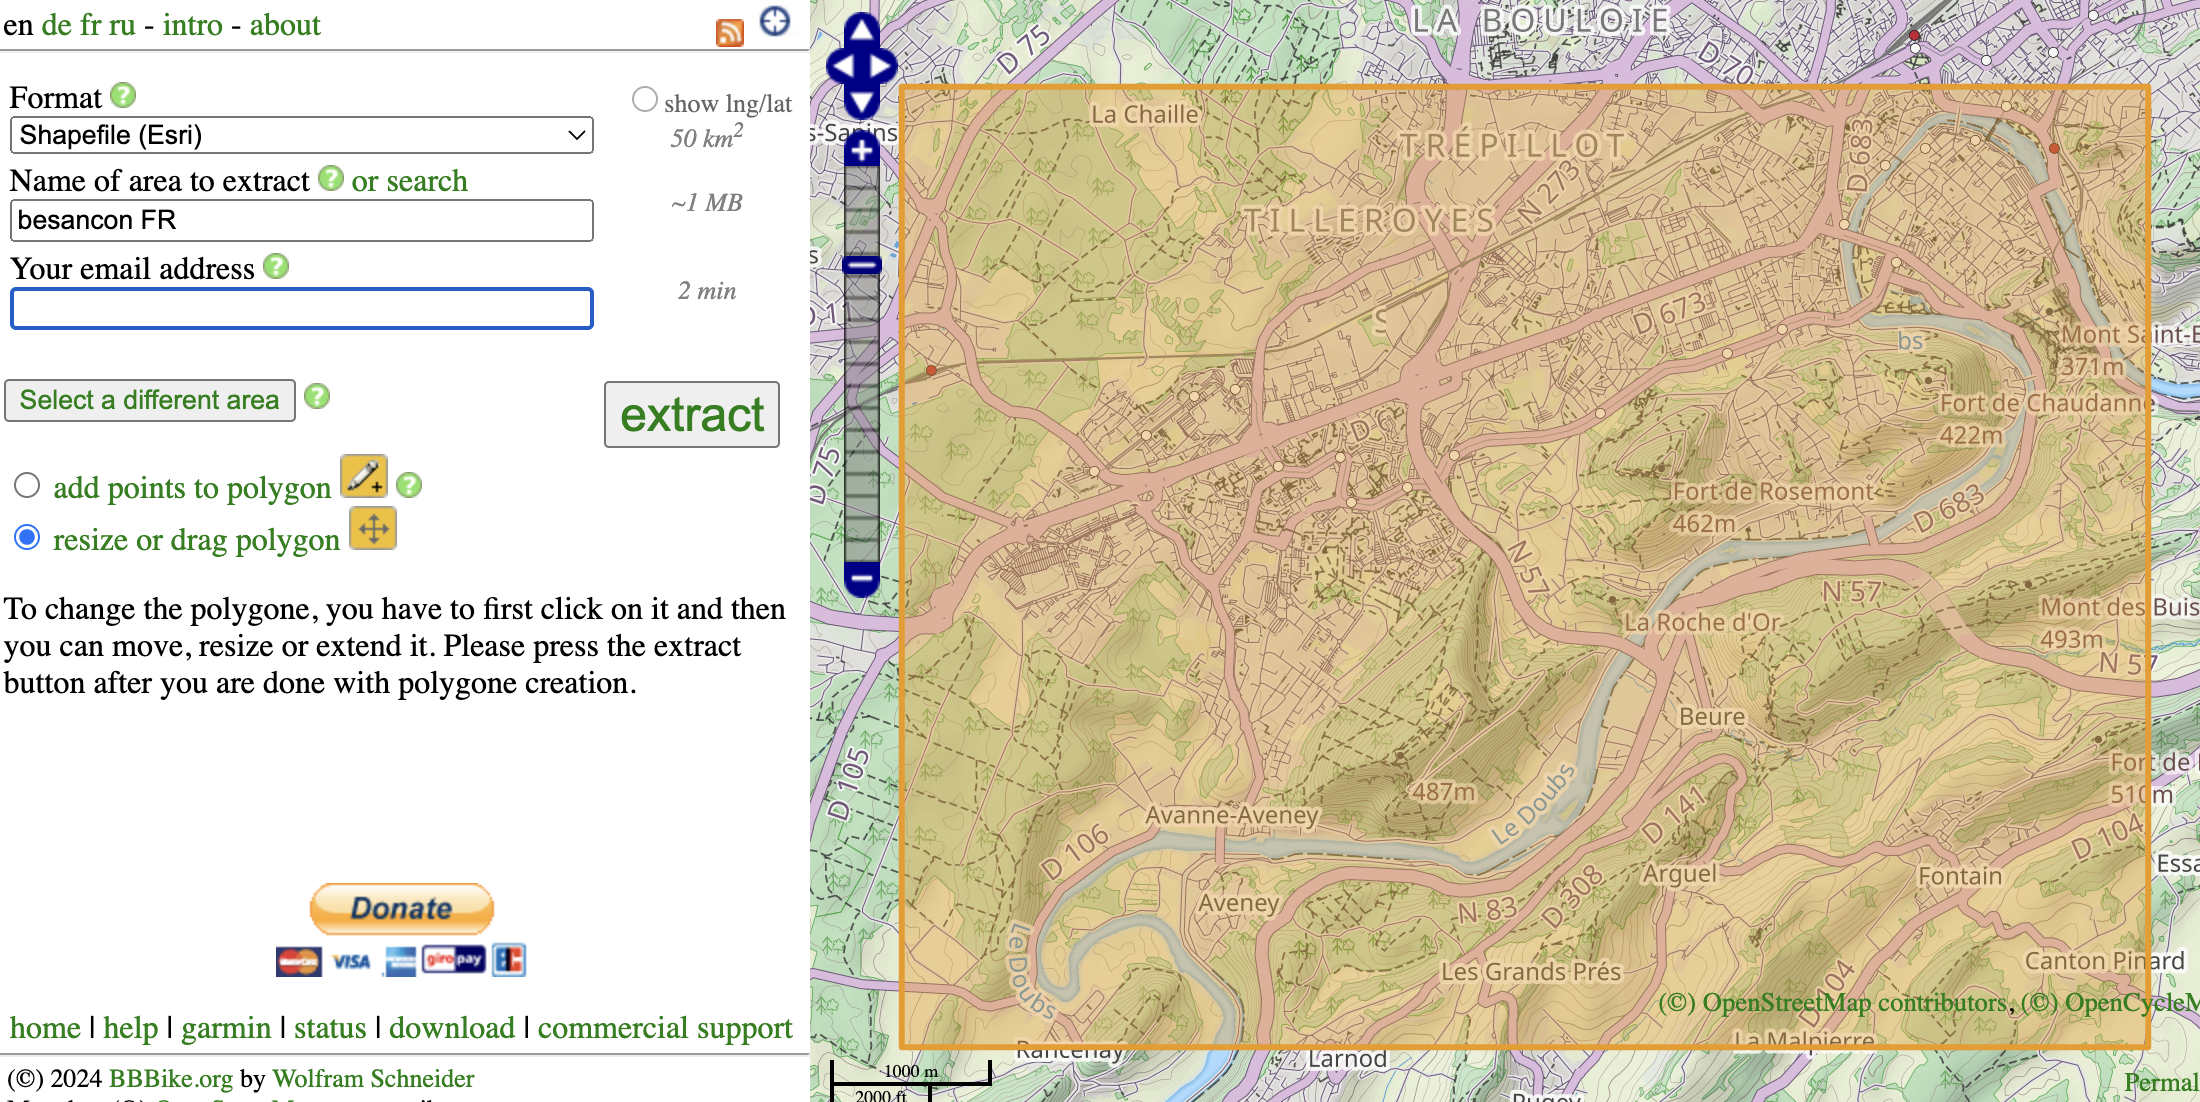 en de fr ru - intro - about
Format
show lng/lat
Shapefile (Esri)
50 km2
Name of area to extract or search
~1 MB
besancon FR
Your email address
2 min
Select a different area
extract
add points to polygon
resize or drag polygon
To change the polygone, you have to first click on it and then
you can move, resize or extend it. Please press the extract
button after you are done with polygone creation.
Donate
VISA
giropay
home | help | garmin | status | download | commercial support
(©) 2024 BBBike.org by Wolfram Schneider
LA BOULOIE
D 75
D 70
La Chaille
TRÉPILLOT
D 683
N 273
TILLEROYES
D 673
Mont Saint-
371m
Fort de Chaudanne
422m
D 75
Fort de Rosemont
462m
D 683
N 57
N 57
La Roche d'Or
Mont des Buis
493m
N 57
Beure
D 105
Fort de
510m
487m
Le Doubs
D 141
Avanne-Aveney
D 106
D 104
Arguel
Fontain
Aveney
N 83
D 308
Le Doubs
Les Grands Prés
Canton Pinard
104
(©) OpenStreetMap contributors, (©) OpenCycleM
La Malpierre
Rancenay
Larnod
1000 m
2000 ft
Pugey
Permal